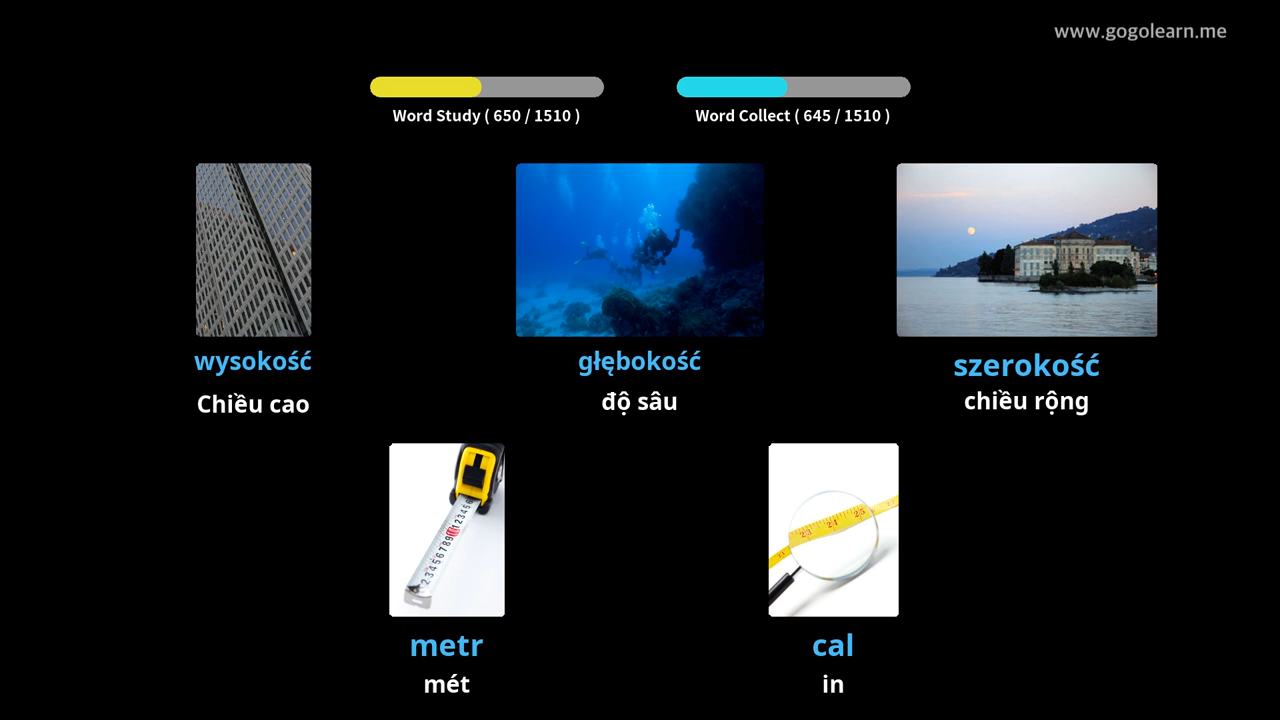 www.gogolearn.me
Word Study ( 650 / 1510 )
Word Collect ( 645 / 1510 )
wysokość
głębokość
szerokość
Chiều cao
độ sâu
chiều rộng
metr
cal
mét
in